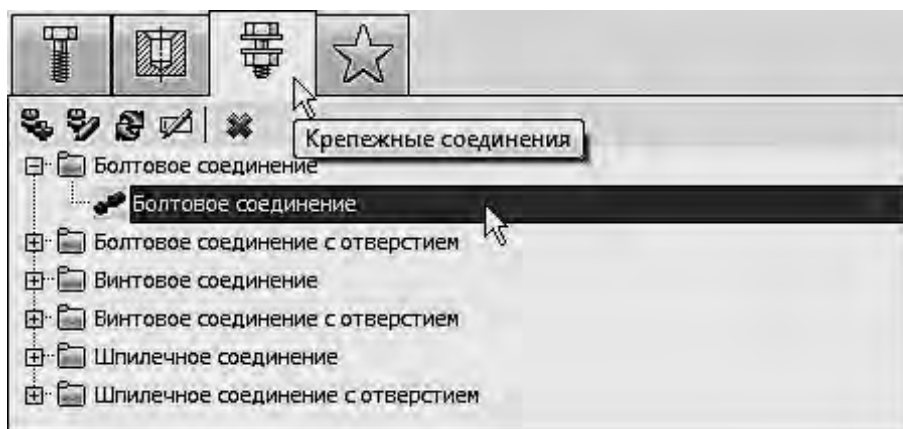 Крепежные соединения
Болтовое соединение
Болтовое соединение
Болтовое соединение с отверстием
Винтовое соединение
Винтовое соединение с отверстием
Шпилечное соединение
Шпилечное соединение с отверстием